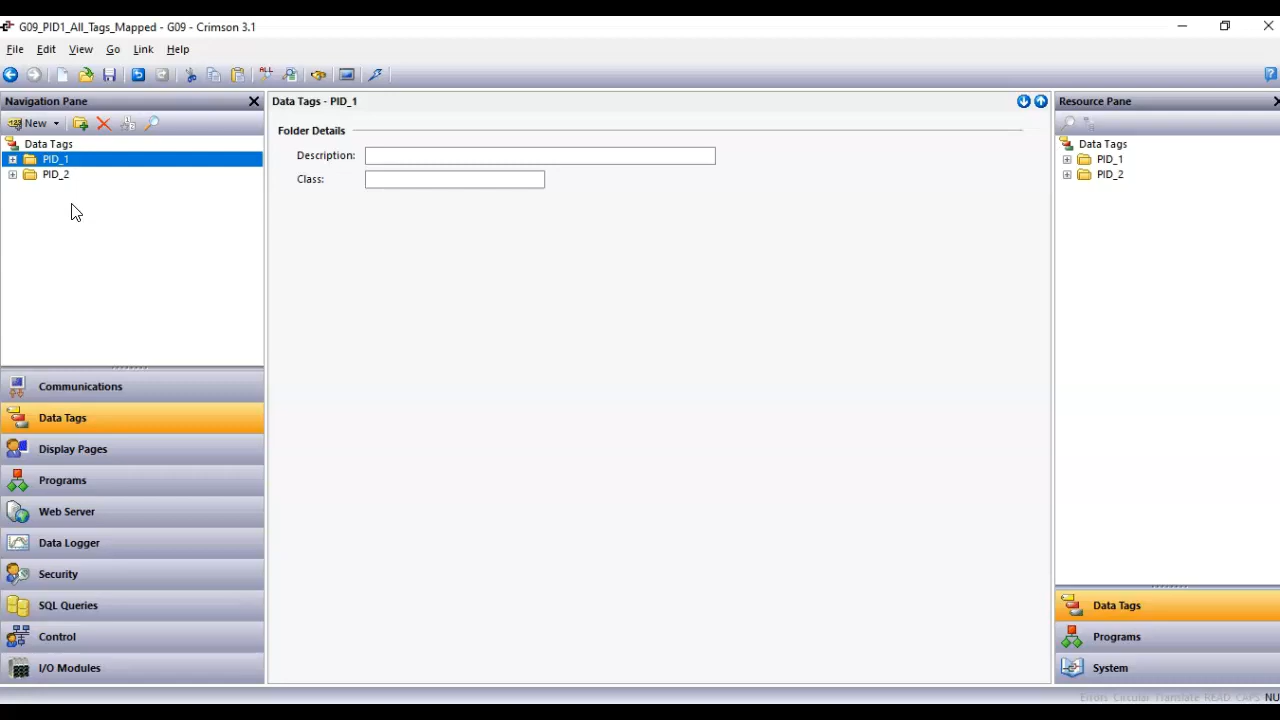 G09_PID1_All_Tags_Mapped - G09 - Crimson 3.1
File Edit View Go Link Help
ALL
Navigation Pane
New
Data Tags
PID_1
PID_2
Communications
Data Tags
Display Pages
Programs
Web Server
Data Logger
Security
SQL Queries
Control
I/O Modules
Data Tags - PID_1
Folder Details
Description:
Class:
Resource Pane
Data Tags
PID_1
PID_2
Data Tags
Programs
System
Errors Circular Translate READ CAPS NU